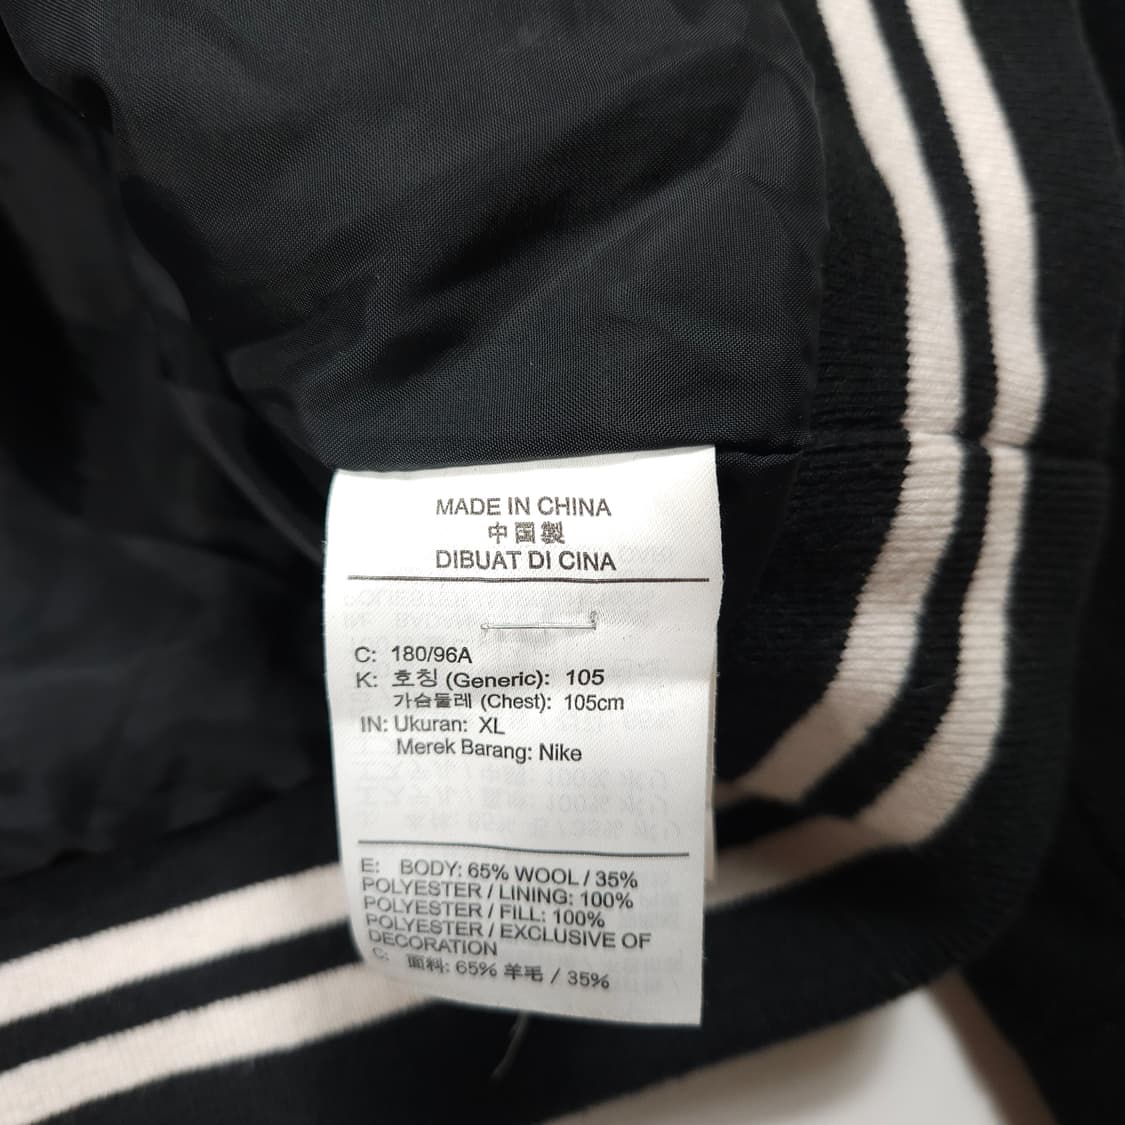 MADE IN CHINA
中国製
DIBUAT DI CINA
C: 180/96A
K: 호칭 (Generic): 105
가슴둘레 (Chest): 105cm
IN: Ukuran: XL
Merek Barang: Nike
E: BODY: 65% WOOL / 35%
POLYESTER / LINING: 100%
POLYESTER / FILL: 100%
POLYESTER / EXCLUSIVE OF
DECORATION
C: 面料: 65% 羊毛 / 35%